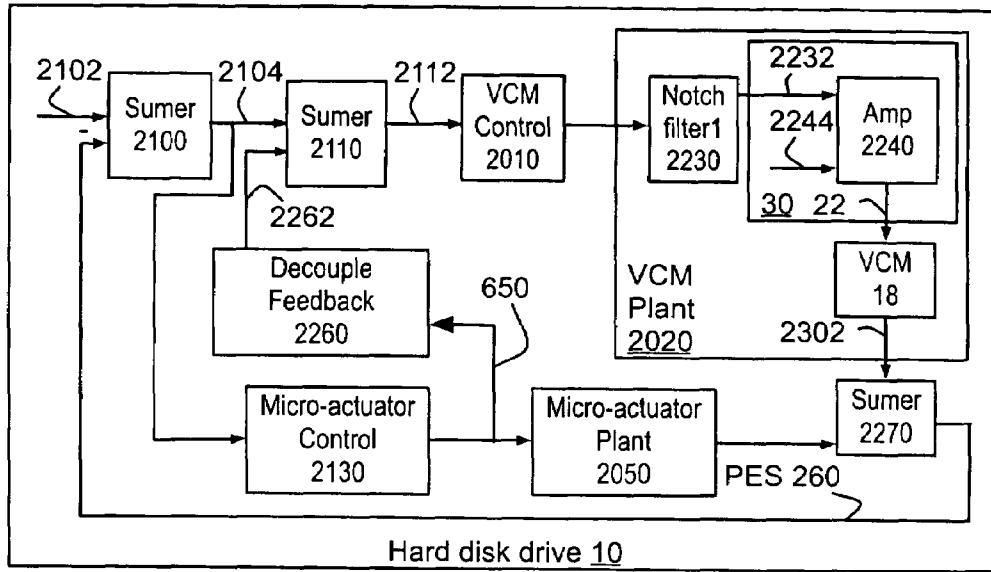 2102
Sumer
2100
2104
Sumer
2110
2112
VCM
Control
2010
Notch
filter1
2230
2232
2244
Amp
2240
30
22
2262
Decouple
Feedback
2260
650
VCM
Plant
2020
VCM
18
2302
Micro-actuator
Control
2130
Micro-actuator
Plant
2050
Sumer
2270
PES 260
Hard disk drive 10